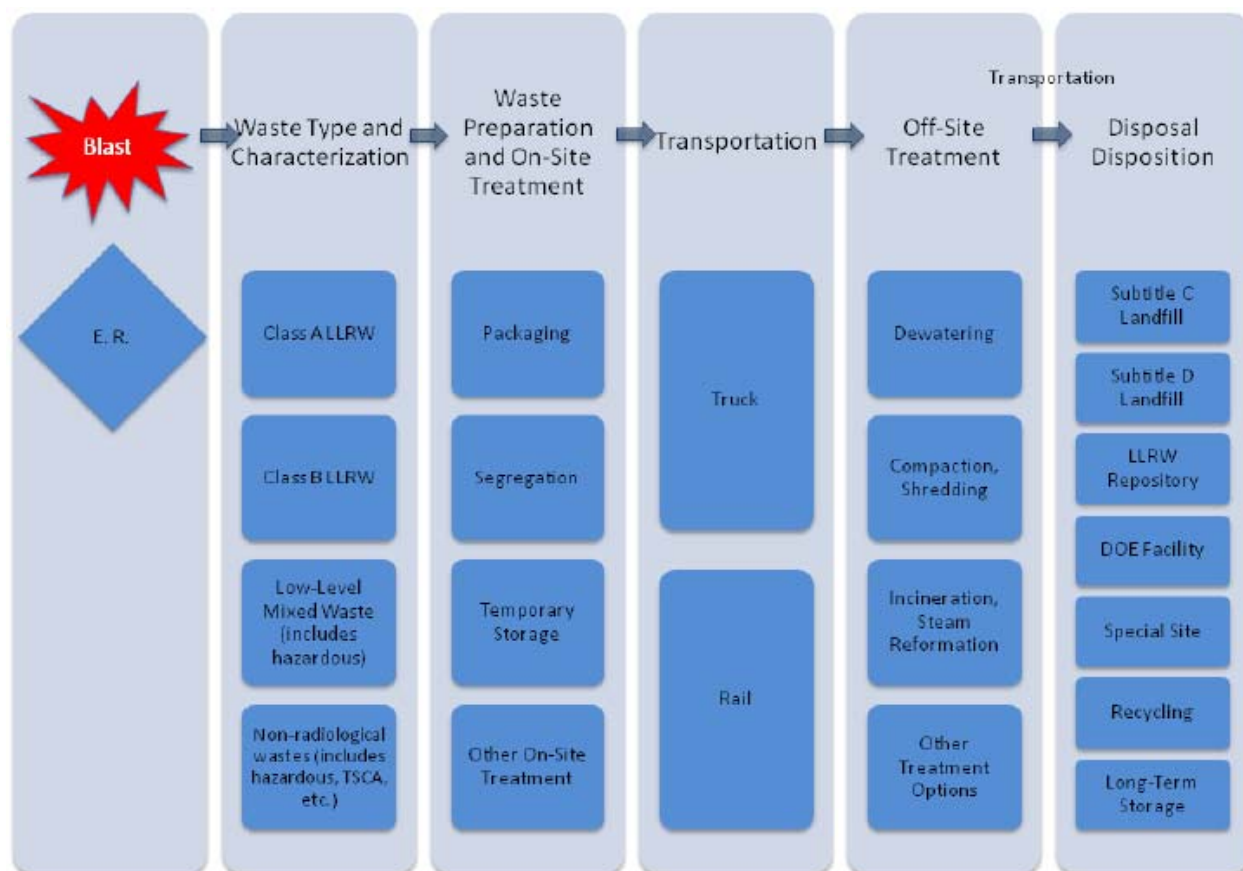 Blast
E. R.
Waste Type and
Characterization
Class A LLRW
Class B LLRW
Low-Level
Mixed Waste
(includes
hazardous)
Non-radiological
wastes (includes
hazardous, TSCA,
etc.)
Waste
Preparation
and On-Site
Treatment
Packaging
Segregation
Temporary
Storage
Other On-Site
Treatment
Transportation
Truck
Rail
Off-Site
Treatment
Dewatering
Compaction,
Shredding
Incineration,
Steam
Reformation
Other
Treatment
Options
Transportation
Disposal
Disposition
Subtitle C
Landfill
Subtitle D
Landfill
LLRW
Repository
DOE Facility
Special Site
Recycling
Long-Term
Storage